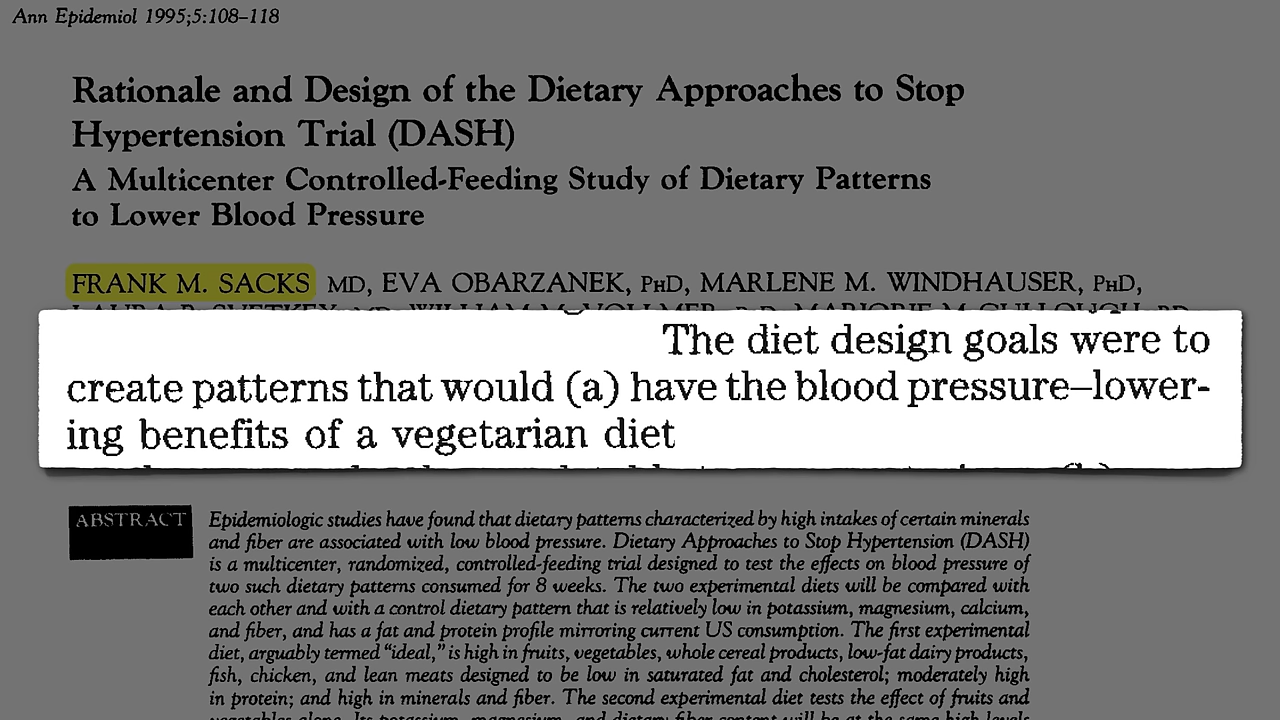 Ann Epidemiol 1995;5:108–118
Rationale and Design of the Dietary Approaches to Stop
Hypertension Trial (DASH)
A Multicenter Controlled-Feeding Study of Dietary Patterns
to Lower Blood Pressure
FRANK M. SACKS MD, EVA OBARZANEK, PhD, MARLENE M. WINDHAUSER, PhD,
The diet design goals were to
create patterns that would (a) have the blood pressure–lower-
ing benefits of a vegetarian diet
ABSTRACT
Epidemiologic studies have found that dietary patterns characterized by high intakes of certain minerals
and fiber are associated with low blood pressure. Dietary Approaches to Stop Hypertension (DASH)
is a multicenter, randomized, controlled-feeding trial designed to test the effects on blood pressure of
two such dietary patterns consumed for 8 weeks. The two experimental diets will be compared with
each other and with a control dietary pattern that is relatively low in potassium, magnesium, calcium,
and fiber, and has a fat and protein profile mirroring current US consumption. The first experimental
diet, arguably termed “ideal,” is high in fruits, vegetables, whole cereal products, low-fat dairy products,
fish, chicken, and lean meats designed to be low in saturated fat and cholesterol; moderately high
in protein; and high in minerals and fiber. The second experimental diet tests the effect of fruits and